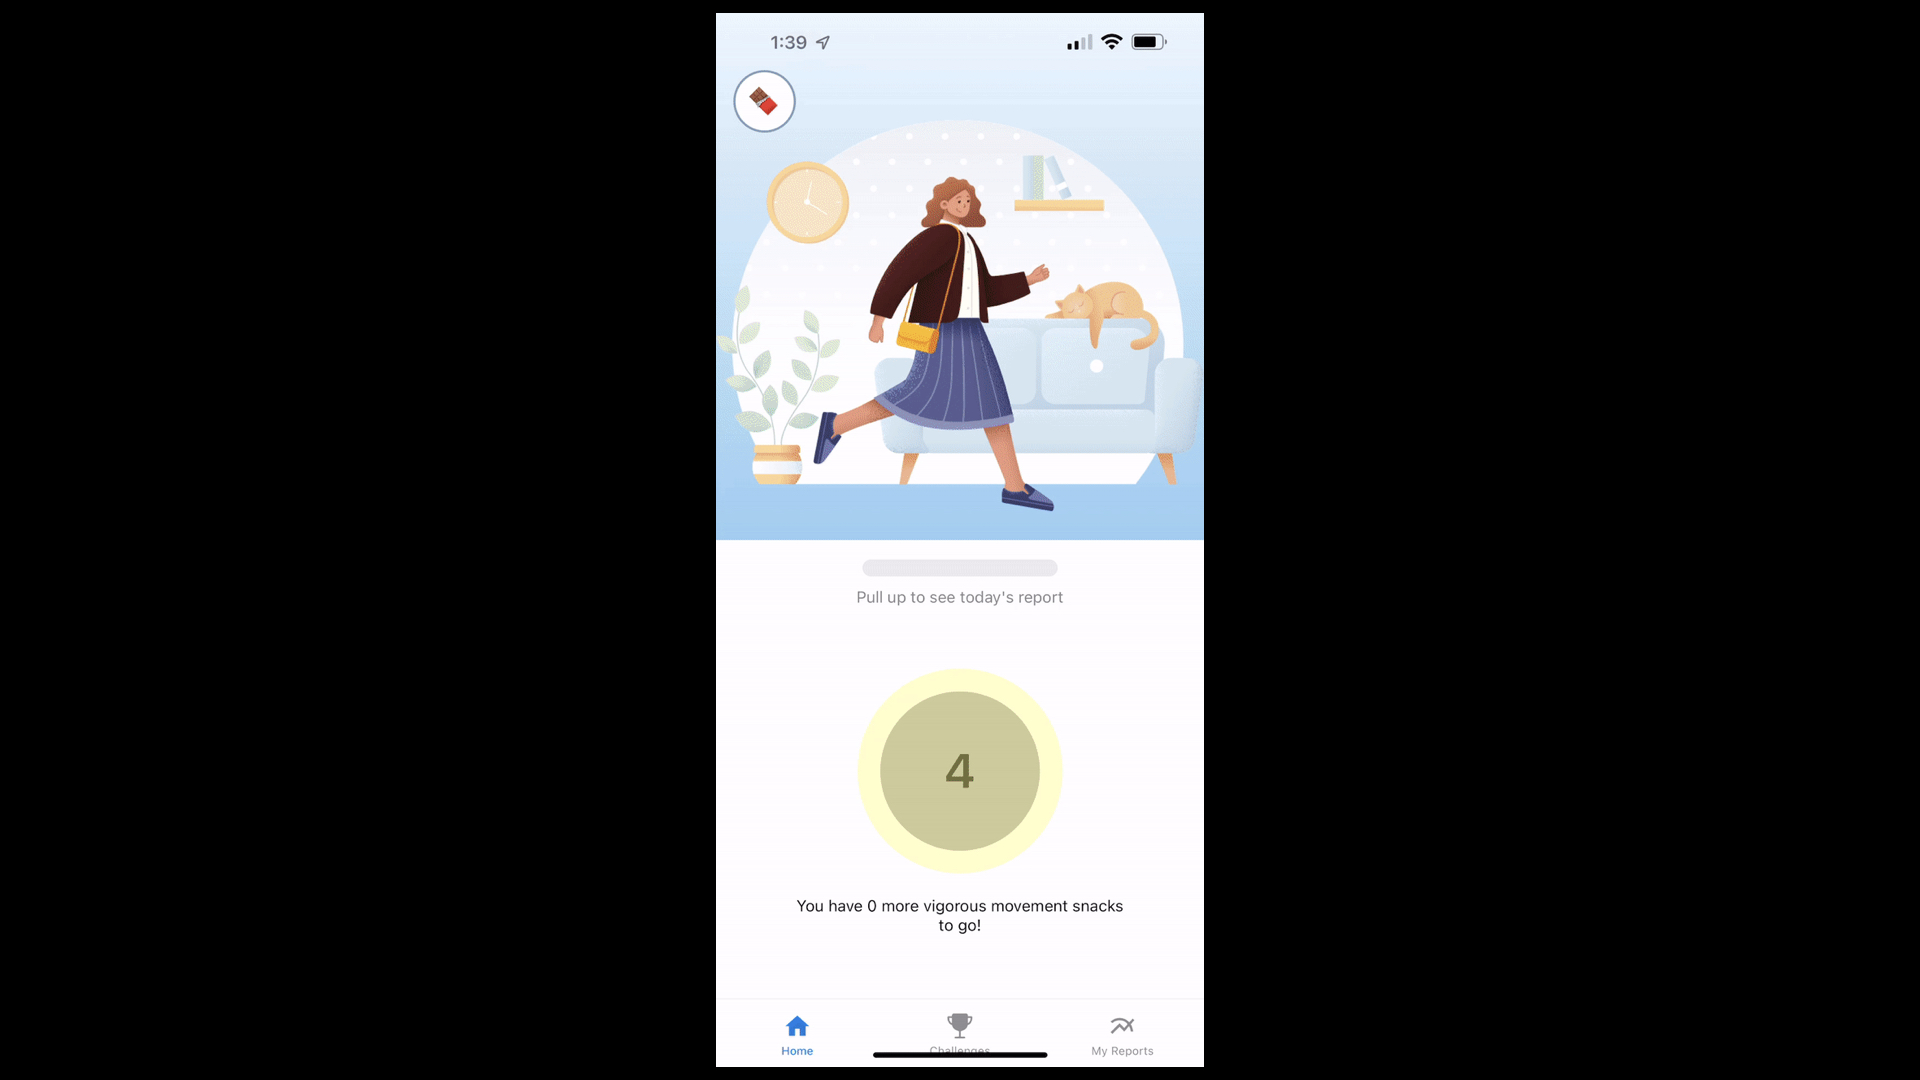 1:39
Pull up to see today's report
4
You have 0 more vigorous movement snacks
to go!
Home
Challenges
My Reports